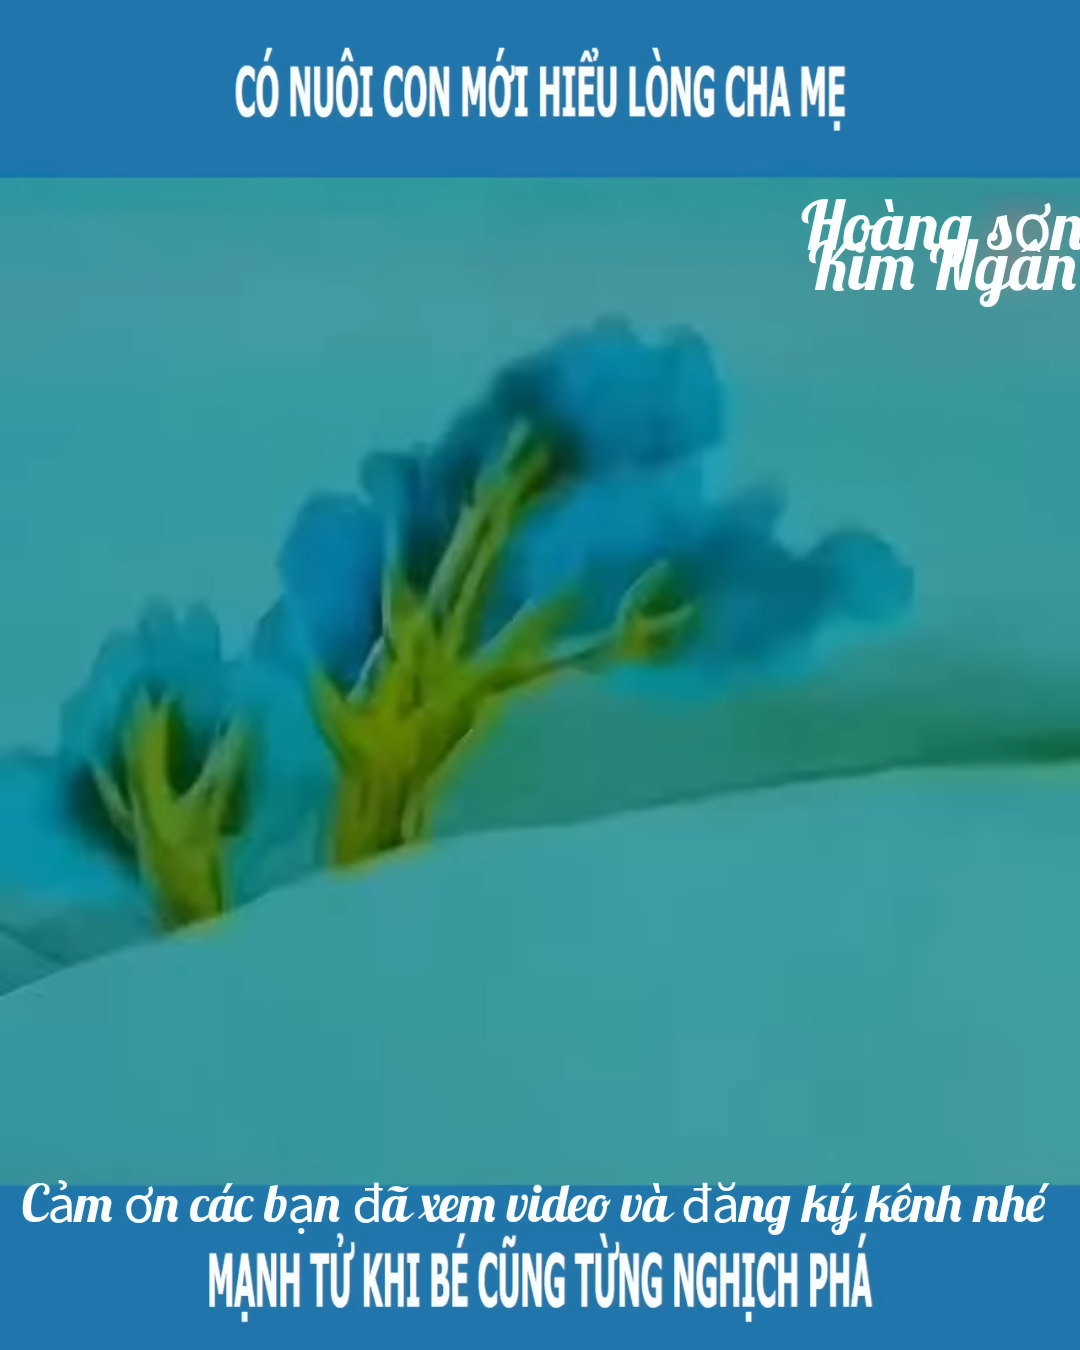 CÓ NUÔI CON MỚI HIỂU LÒNG CHA MẸ
Hoàng sơn
Kim Ngân
Cảm ơn các bạn đã xem video và đăng ký kênh nhé
MẠNH TỬ KHI BÉ CŨNG TỪNG NGHỊCH PHÁ